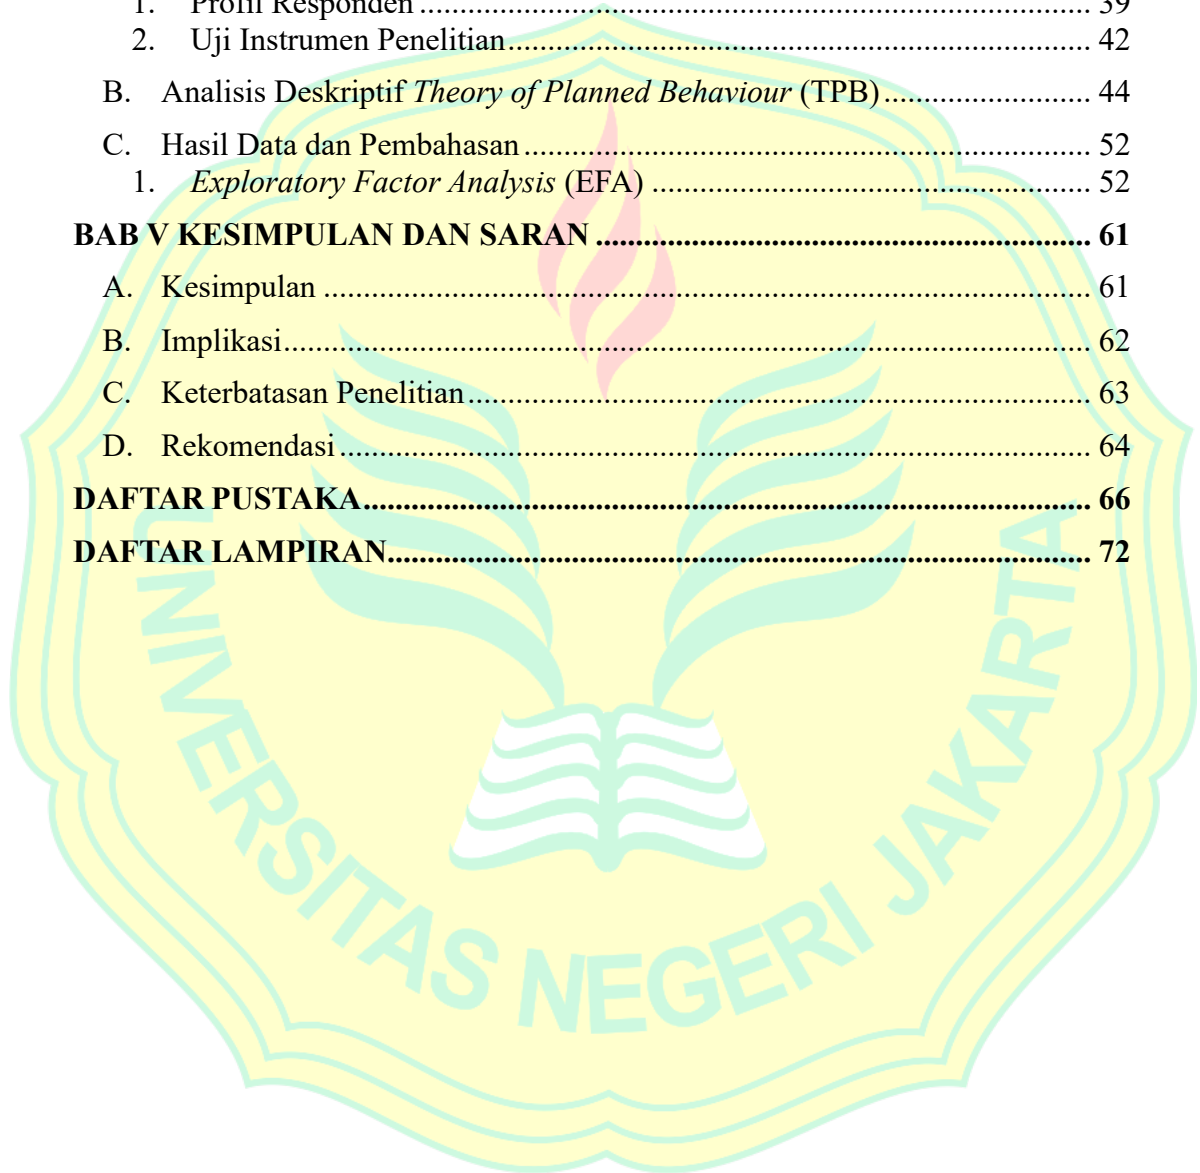 1. Profil Responden ........................................................................................ 39
2. Uji Instrumen Penelitian ............................................................................ 42
B. Analisis Deskriptif Theory of Planned Behaviour (TPB) ........................... 44
C. Hasil Data dan Pembahasan ......................................................................... 52
1. Exploratory Factor Analysis (EFA) .......................................................... 52
BAB V KESIMPULAN DAN SARAN ................................................................ 61
A. Kesimpulan .................................................................................................... 61
B. Implikasi ......................................................................................................... 62
C. Keterbatasan Penelitian ................................................................................ 63
D. Rekomendasi .................................................................................................. 64
DAFTAR PUSTAKA ............................................................................................. 66
DAFTAR LAMPIRAN .......................................................................................... 72
UNIVERSITAS NEGERI JAKARTA